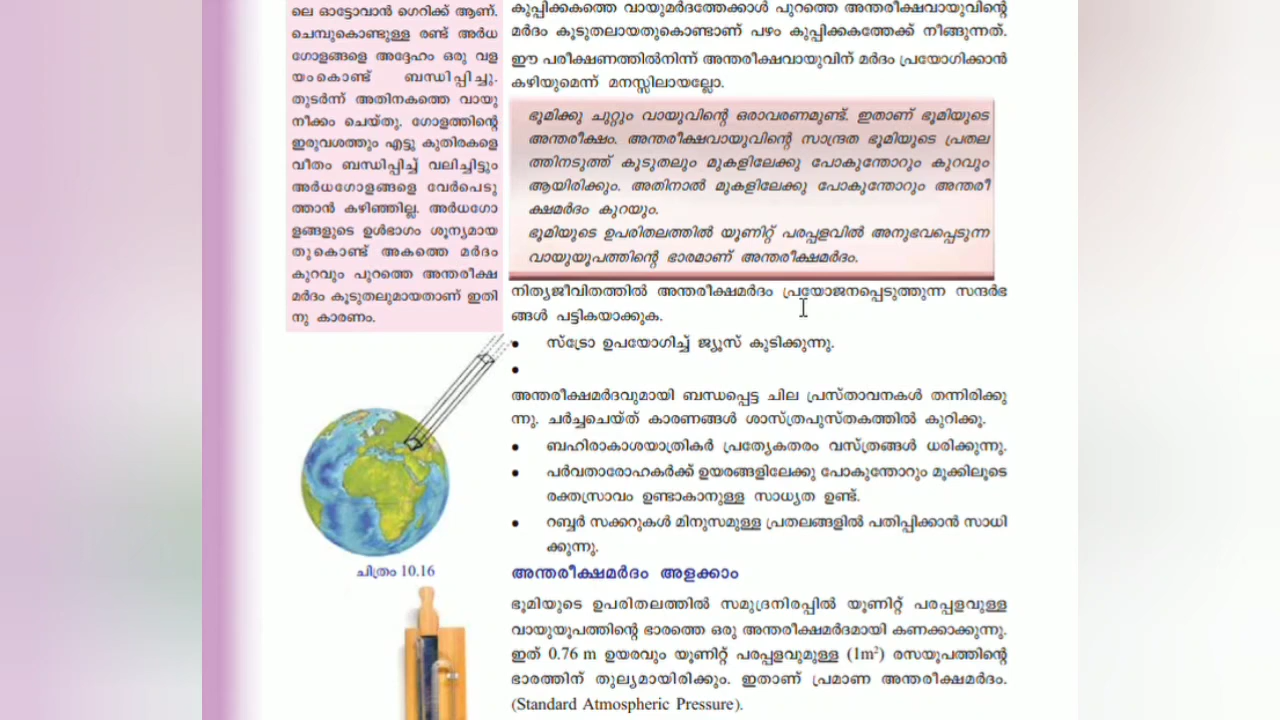 ലെ ഓട്ടോവാൻ ഗെറിക്ക് ആണ്.
ചെമ്പുകൊണ്ടുള്ള രണ്ട് അർധ
ഗോളങ്ങളെ അദ്ദേഹം ഒരു വള
യംകൊണ്ട് ബന്ധിപ്പിച്ചു.
തുടർന്ന് അതിനകത്തെ വായു
നീക്കം ചെയ്തു. ഗോളത്തിന്റെ
ഇരുവശത്തും എട്ടു കുതിരകളെ
വീതം ബന്ധിപ്പിച്ച് വലിച്ചിട്ടും
അർധഗോളങ്ങളെ വേർപെടു
ത്താൻ കഴിഞ്ഞില്ല. അർധഗോ
ളങ്ങളുടെ ഉൾഭാഗം ശൂന്യമായ
തുകൊണ്ട് അകത്തെ മർദം
കുറവും പുറത്തെ അന്തരീക്ഷ
മർദം കൂടുതലുമായതാണ് ഇതി
നു കാരണം.
ചിത്രം 10.16
കുപ്പിക്കകത്തെ വായുമർദത്തേക്കാൾ പുറത്തെ അന്തരീക്ഷവായുവിന്റെ
മർദം കൂടുതലായതുകൊണ്ടാണ് പഴം കുപ്പിക്കകത്തേക്ക് നീങ്ങുന്നത്.
ഈ പരീക്ഷണത്തിൽനിന്ന് അന്തരീക്ഷവായുവിന് മർദം പ്രയോഗിക്കാൻ
കഴിയുമെന്ന് മനസ്സിലായല്ലോ.
ഭൂമിക്കു ചുറ്റും വായുവിന്റെ ഒരാവരണമുണ്ട്. ഇതാണ് ഭൂമിയുടെ
അന്തരീക്ഷം. അന്തരീക്ഷവായുവിന്റെ സാന്ദ്രത ഭൂമിയുടെ പ്രതല
ത്തിനടുത്ത് കൂടുതലും മുകളിലേക്കു പോകുന്തോറും കുറവും
ആയിരിക്കും. അതിനാൽ മുകളിലേക്കു പോകുന്തോറും അന്തരീ
ക്ഷമർദം കുറയും.
ഭൂമിയുടെ ഉപരിതലത്തിൽ യൂണിറ്റ് പരപ്പളവിൽ അനുഭവപ്പെടുന്ന
വായുയൂപത്തിന്റെ ഭാരമാണ് അന്തരീക്ഷമർദം.
നിത്യജീവിതത്തിൽ അന്തരീക്ഷമർദം പ്രയോജനപ്പെടുത്തുന്ന സന്ദർഭ
ങ്ങൾ പട്ടികയാക്കുക.
• സ്ട്രോ ഉപയോഗിച്ച് ജ്യൂസ് കുടിക്കുന്നു.
•
അന്തരീക്ഷമർദവുമായി ബന്ധപ്പെട്ട ചില പ്രസ്താവനകൾ തന്നിരിക്കു
ന്നു. ചർച്ചചെയ്ത് കാരണങ്ങൾ ശാസ്ത്രപുസ്തകത്തിൽ കുറിക്കൂ.
• ബഹിരാകാശയാത്രികർ പ്രത്യേകതരം വസ്ത്രങ്ങൾ ധരിക്കുന്നു.
• പർവതാരോഹകർക്ക് ഉയരങ്ങളിലേക്കു പോകുന്തോറും മൂക്കിലൂടെ
രക്തസ്രാവം ഉണ്ടാകാനുള്ള സാധ്യത ഉണ്ട്.
• റബ്ബർ സക്കറുകൾ മിനുസമുള്ള പ്രതലങ്ങളിൽ പതിപ്പിക്കാൻ സാധി
ക്കുന്നു.
അന്തരീക്ഷമർദം അളക്കാം
ഭൂമിയുടെ ഉപരിതലത്തിൽ സമുദ്രനിരപ്പിൽ യൂണിറ്റ് പരപ്പളവുള്ള
വായുയൂപത്തിന്റെ ഭാരത്തെ ഒരു അന്തരീക്ഷമർദമായി കണക്കാക്കുന്നു.
ഇത് 0.76 m ഉയരവും യൂണിറ്റ് പരപ്പളവുമുള്ള (1m²) രസയൂപത്തിന്റെ
ഭാരത്തിന് തുല്യമായിരിക്കും. ഇതാണ് പ്രമാണ അന്തരീക്ഷമർദം.
(Standard Atmospheric Pressure).